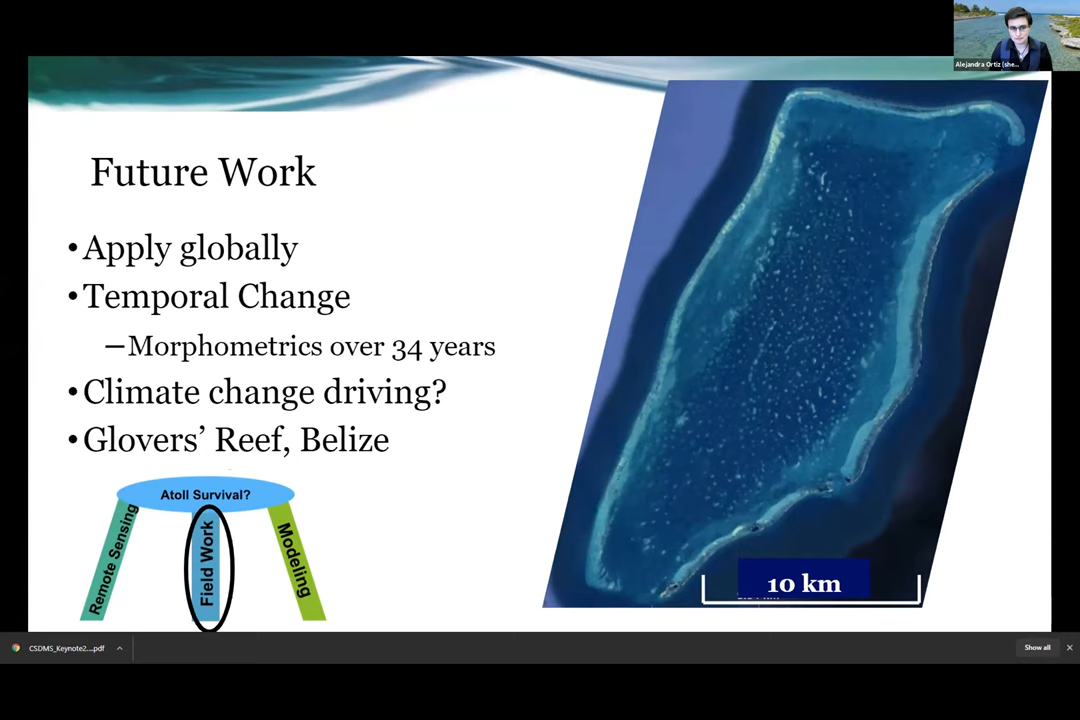 Alejandra Ortiz (she...
Future Work
•Apply globally
•Temporal Change
–Morphometrics over 34 years
•Climate change driving?
•Glovers’ Reef, Belize
Atoll Survival?
Remote Sensing
Field Work
Modeling
10 km
CSDMS_Keynote2....pdf
Show all